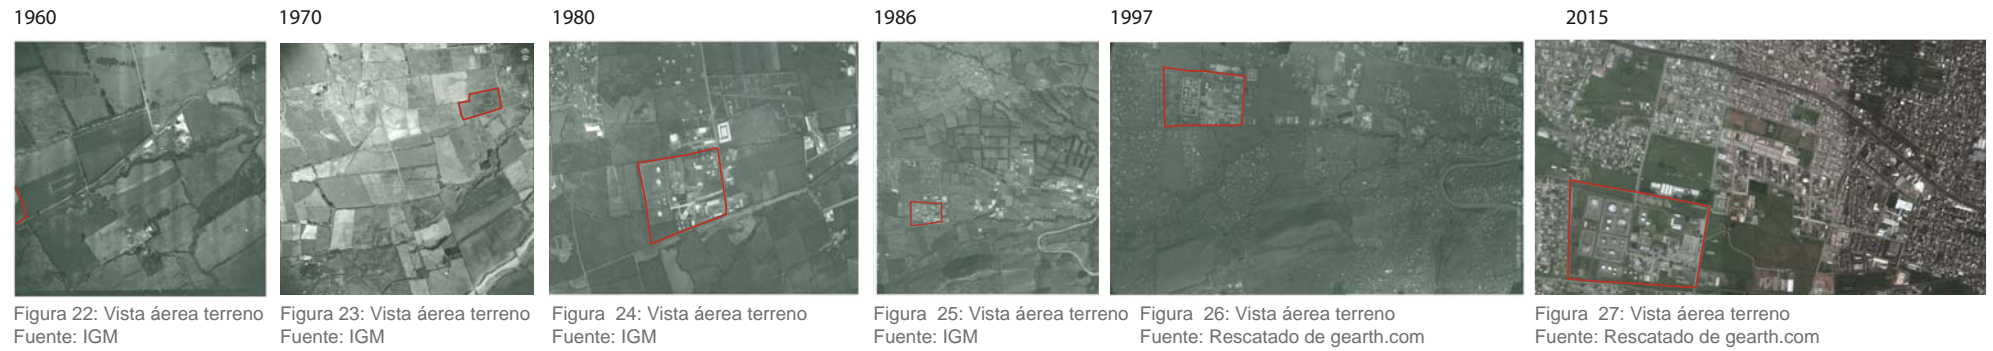 1960
1970
1980
1986
1997
2015
Figura 22: Vista áerea terreno
Fuente: IGM
Figura 23: Vista áerea terreno
Fuente: IGM
Figura 24: Vista áerea terreno
Fuente: IGM
Figura 25: Vista áerea terreno
Fuente: IGM
Figura 26: Vista áerea terreno
Fuente: Rescatado de gearth.com
Figura 27: Vista áerea terreno
Fuente: Rescatado de gearth.com